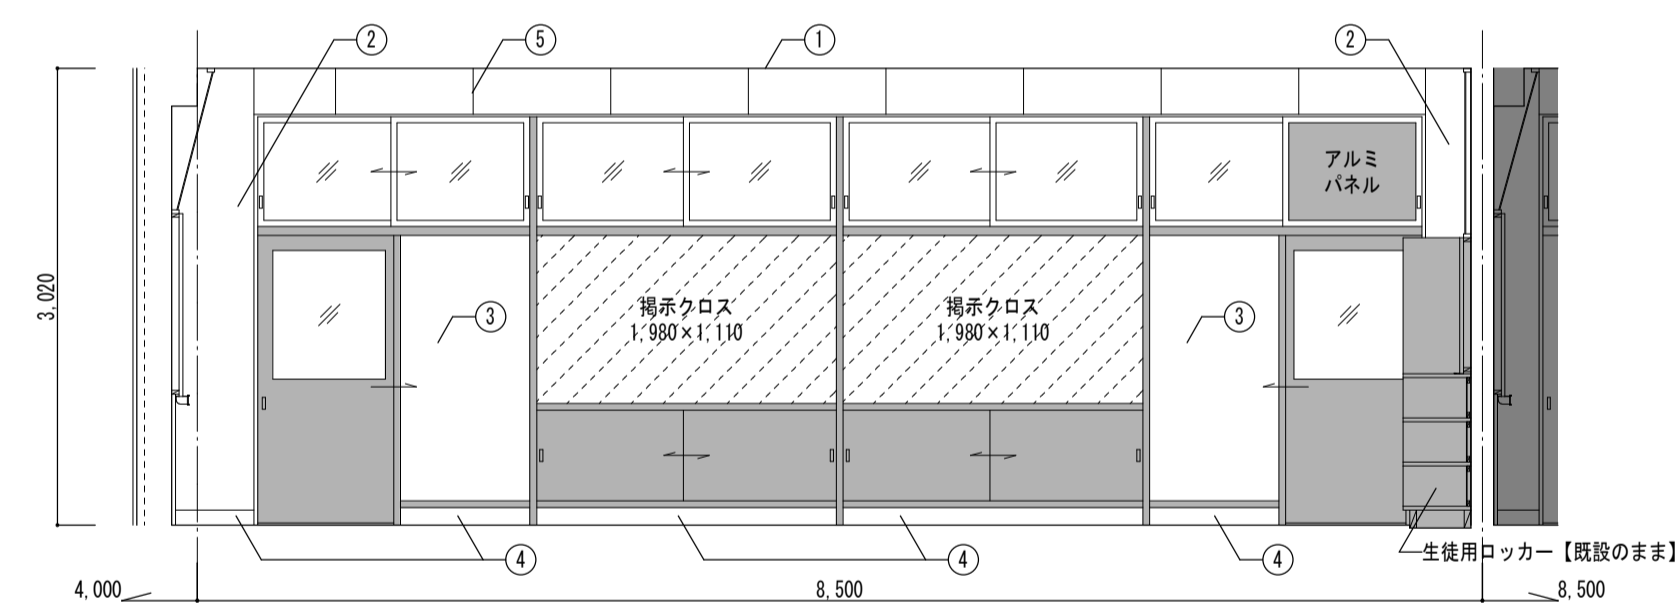 ② ⑤ ① ②
アルミ
パネル
3,020
③ 掲示クロス 掲示クロス ③
1,980×1,110 1,980×1,110
④ ④ ④ 生徒用ロッカー【既設のまま】
4,000 8,500 8,500